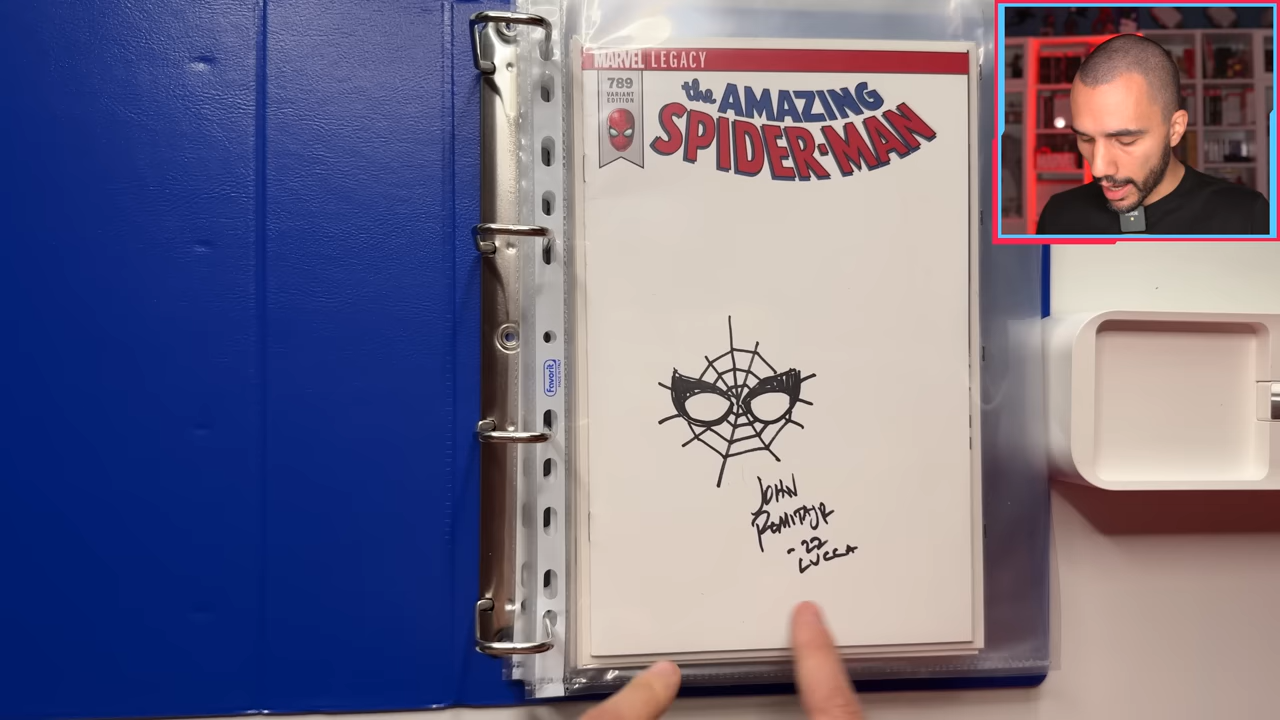 MARVEL LEGACY
789
VARIANT
EDITION
the AMAZING
SPIDER-MAN
Favorit
JOHN
ROMITA JR
-22
LUCCA